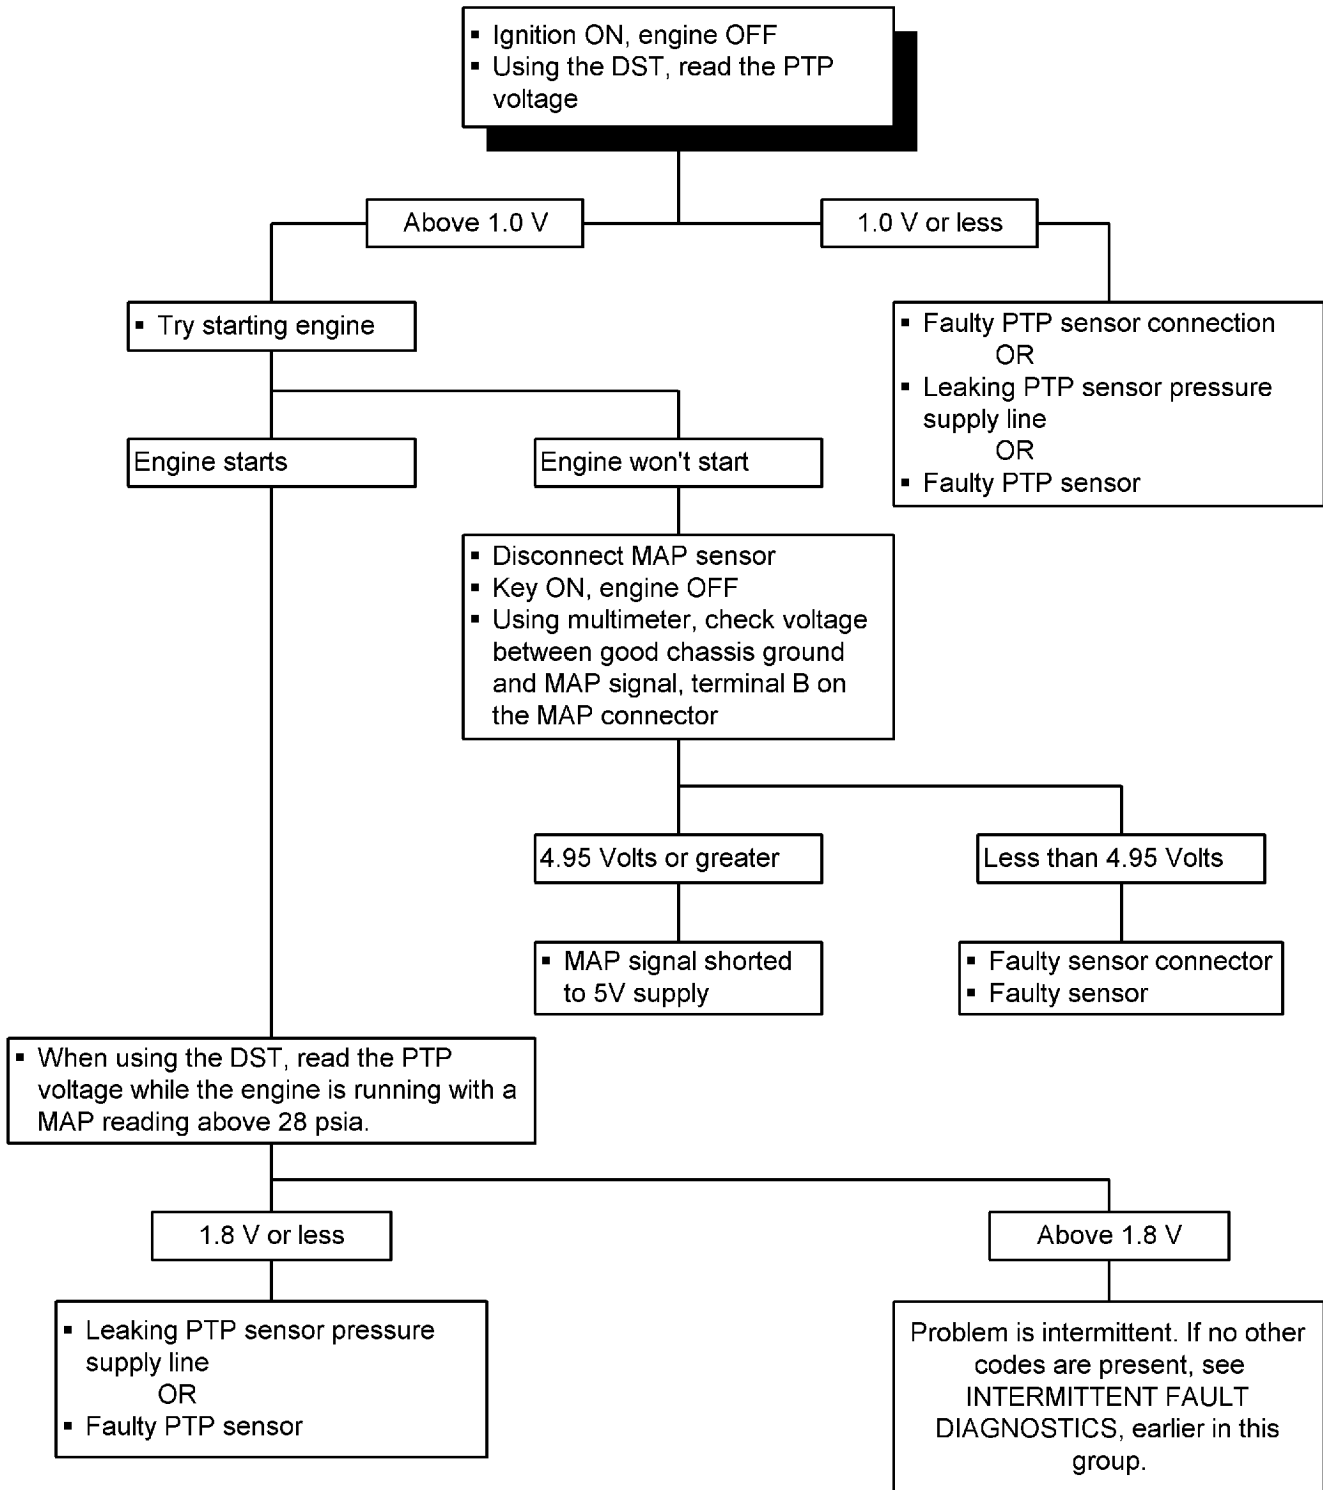 ▪ Ignition ON, engine OFF
▪ Using the DST, read the PTP
voltage
Above 1.0 V
1.0 V or less
▪ Try starting engine
▪ Faulty PTP sensor connection
OR
▪ Leaking PTP sensor pressure
supply line
OR
▪ Faulty PTP sensor
Engine starts
Engine won't start
▪ Disconnect MAP sensor
▪ Key ON, engine OFF
▪ Using multimeter, check voltage
between good chassis ground
and MAP signal, terminal B on
the MAP connector
4.95 Volts or greater
Less than 4.95 Volts
▪ MAP signal shorted
to 5V supply
▪ Faulty sensor connector
▪ Faulty sensor
▪ When using the DST, read the PTP
voltage while the engine is running with a
MAP reading above 28 psia.
1.8 V or less
Above 1.8 V
▪ Leaking PTP sensor pressure
supply line
OR
▪ Faulty PTP sensor
Problem is intermittent. If no other
codes are present, see
INTERMITTENT FAULT
DIAGNOSTICS, earlier in this
group.